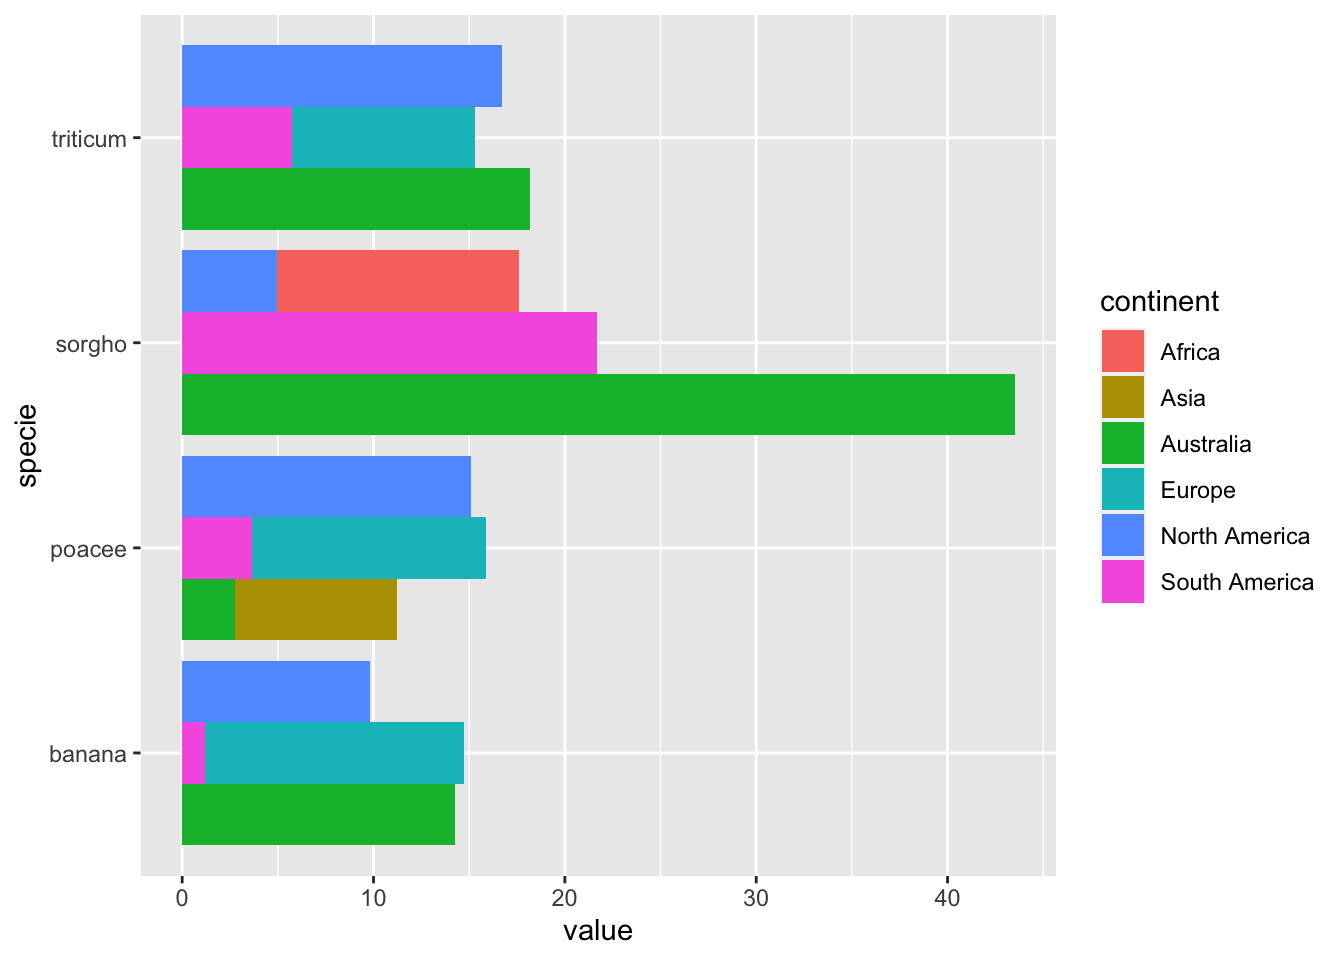 specie
triticum
sorgho
poacee
banana
0 10 20 30 40
value
continent
Africa
Asia
Australia
Europe
North America
South America